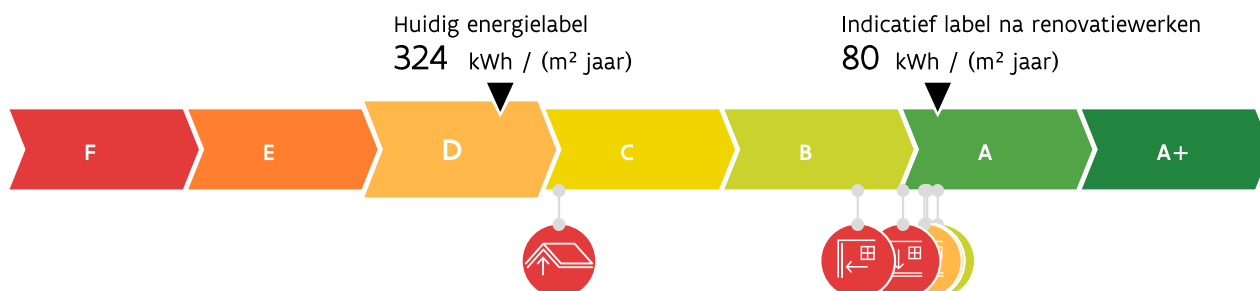 Huidig energielabel
324 kWh / (m² jaar)
Indicatief label na renovatiewerken
80 kWh / (m² jaar)
F E D C B A A+